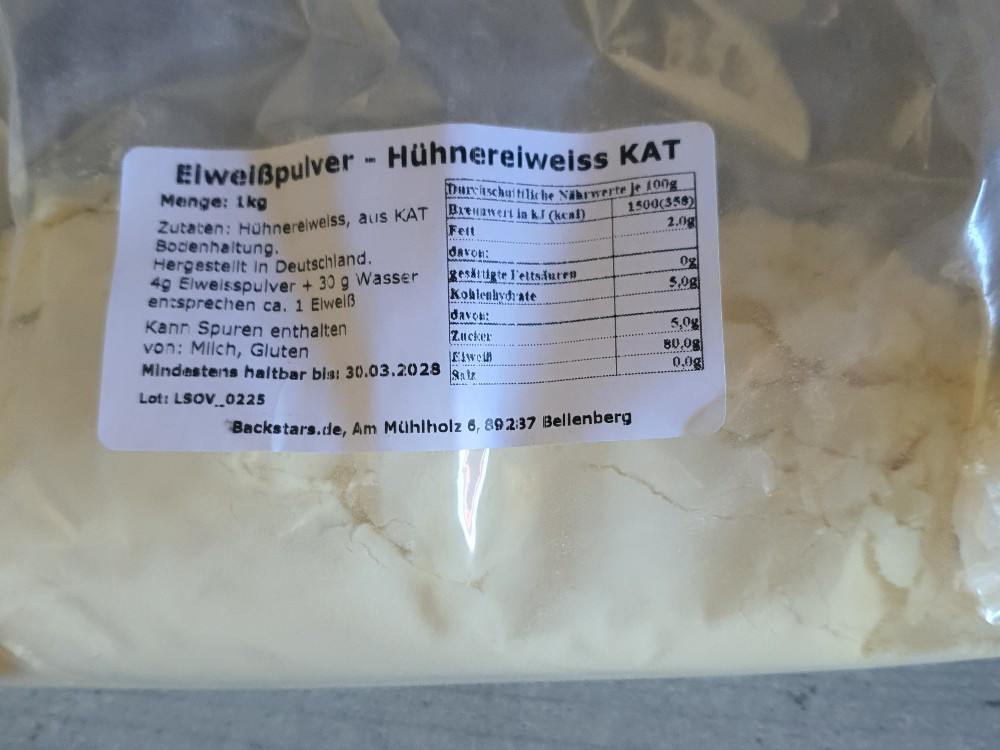 Eiweißpulver - Hühnereiweiss KAT
Menge: 1kg
Zutaten: Hühnereiweiss, aus KAT
Bodenhaltung.
Hergestellt in Deutschland.
4g Eiweisspulver + 30 g Wasser
entsprechen ca. 1 Eiweiß
Kann Spuren enthalten
von: Milch, Gluten
Mindestens haltbar bis: 30.03.2028
Lot: LSOV_0225
Durchschnittliche Nährwerte je 100g
Brennwert in kJ (kcal) 1500(358)
Fett 2,0g
davon:
gesättigte Fettsäuren 0g
Kohlenhydrate 5,0g
davon:
Zucker 5,0g
Eiweiß 80,0g
Salz 0,0g
Backstars.de, Am Mühlholz 6, 89287 Bellenberg